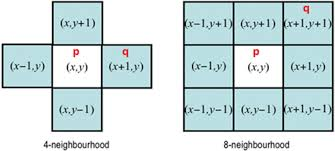 (x,y+1)
p
q
(x-1,y)
(x,y)
(x+1,y)
(x,y-1)
4-neighbourhood
q
(x-1,y+1)
(x,y+1)
(x+1,y+1)
p
(x-1,y)
(x,y)
(x+1,y)
(x-1,y-1)
(x,y-1)
(x+1,y-1)
8-neighbourhood